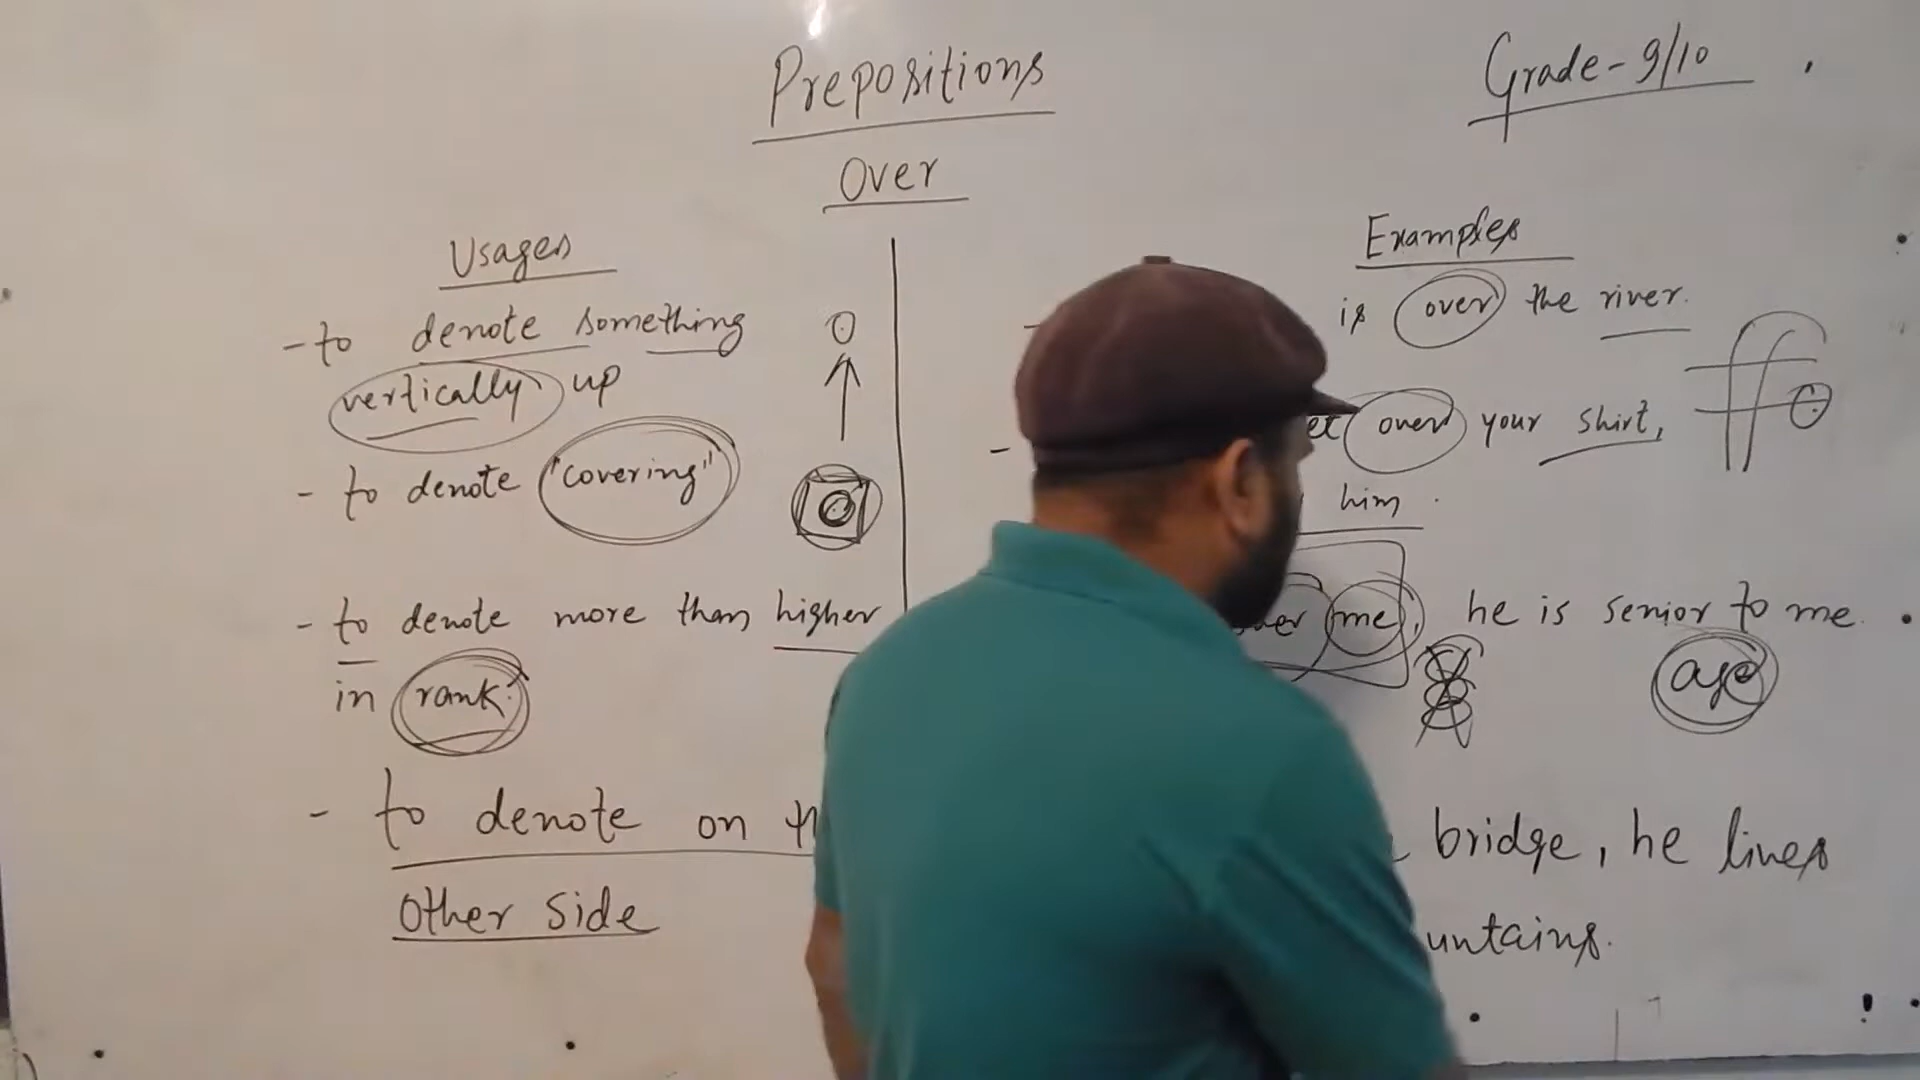 Prepositions
Grade-9/10
Over
Usages
- to denote something
vertically up
- to denote "covering"
- to denote more than higher
in rank.
- to denote on
Other side
Examples
is over the river.
over your shirt,
him.
me, he is senior to me.
age
bridge, he lives